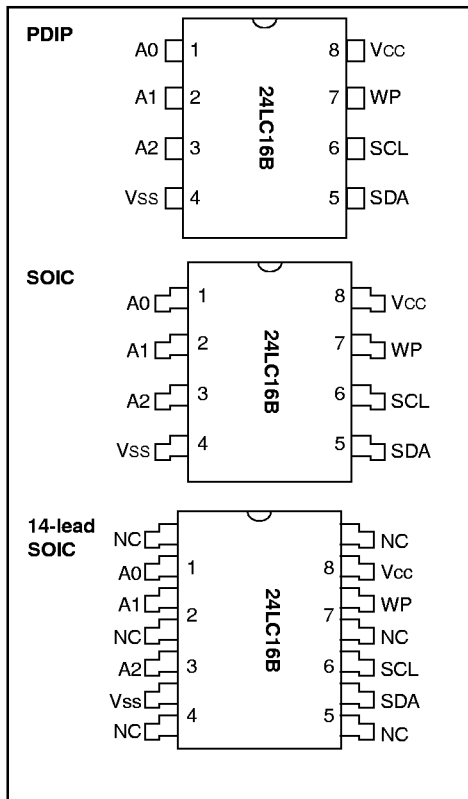 PDIP
A0 1 8 VCC
A1 2 7 WP
A2 3 6 SCL
VSS 4 5 SDA
24LC16B
SOIC
A0 1 8 VCC
A1 2 7 WP
A2 3 6 SCL
VSS 4 5 SDA
24LC16B
14-lead
SOIC
NC NC
A0 1 8 VCC
A1 WP
2 7
NC NC
A2 3 6 SCL
VSS SDA
4 5
NC NC
24LC16B